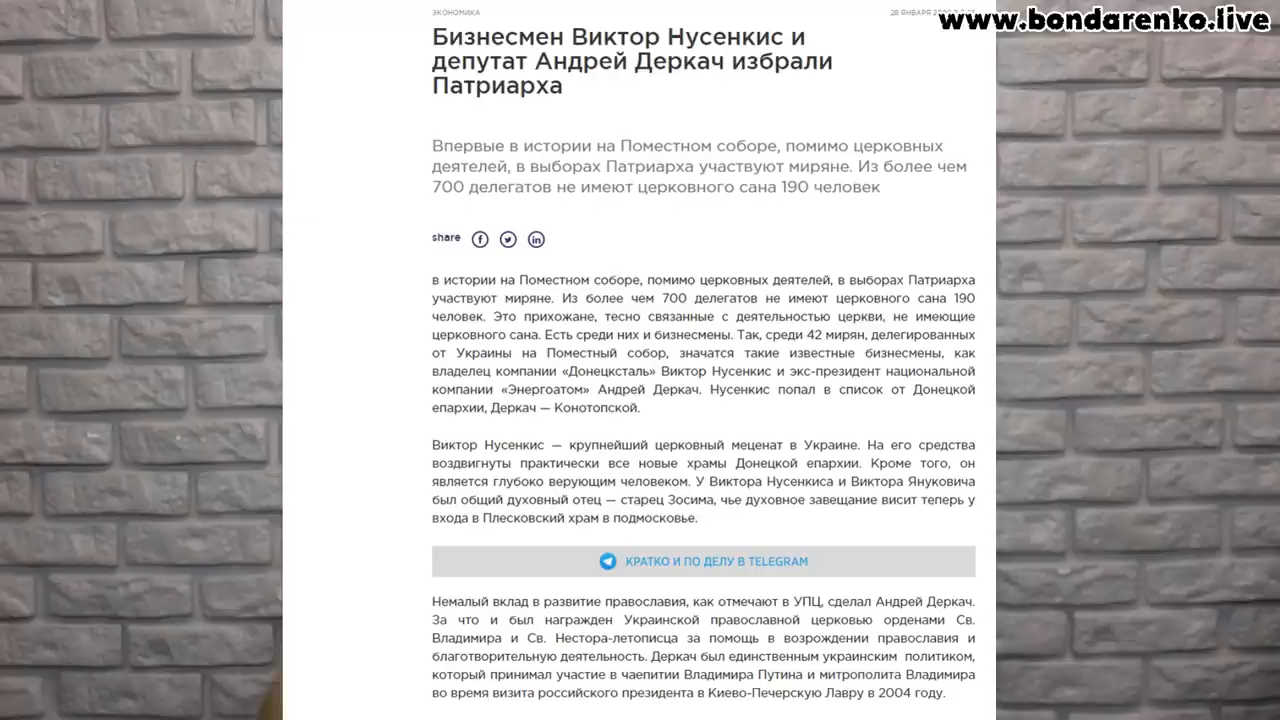 ЭКОНОМИКА
28 ЯНВАРЯ
www.bondarenko.live
Бизнесмен Виктор Нусенкис и
депутат Андрей Деркач избрали
Патриарха
Впервые в истории на Поместном соборе, помимо церковных
деятелей, в выборах Патриарха участвуют миряне. Из более чем
700 делегатов не имеют церковного сана 190 человек
share
в истории на Поместном соборе, помимо церковных деятелей, в выборах Патриарха
участвуют миряне. Из более чем 700 делегатов не имеют церковного сана 190
человек. Это прихожане, тесно связанные с деятельностью церкви, не имеющие
церковного сана. Есть среди них и бизнесмены. Так, среди 42 мирян, делегированных
от Украины на Поместный собор, значатся такие известные бизнесмены, как
владелец компании «Донецксталь» Виктор Нусенкис и экс-президент национальной
компании «Энергоатом» Андрей Деркач. Нусенкис попал в список от Донецкой
епархии, Деркач — Конотопской.
Виктор Нусенкис — крупнейший церковный меценат в Украине. На его средства
воздвигнуты практически все новые храмы Донецкой епархии. Кроме того, он
является глубоко верующим человеком. У Виктора Нусенкиса и Виктора Януковича
был общий духовный отец — старец Зосима, чье духовное завещание висит теперь у
входа в Плесковский храм в подмосковье.
КРАТКО И ПО ДЕЛУ В TELEGRAM
Немалый вклад в развитие православия, как отмечают в УПЦ, сделал Андрей Деркач.
За что и был награжден Украинской православной церковью орденами Св.
Владимира и Св. Нестора-летописца за помощь в возрождении православия и
благотворительную деятельность. Деркач был единственным украинским политиком,
который принимал участие в чаепитии Владимира Путина и митрополита Владимира
во время визита российского президента в Киево-Печерскую Лавру в 2004 году.